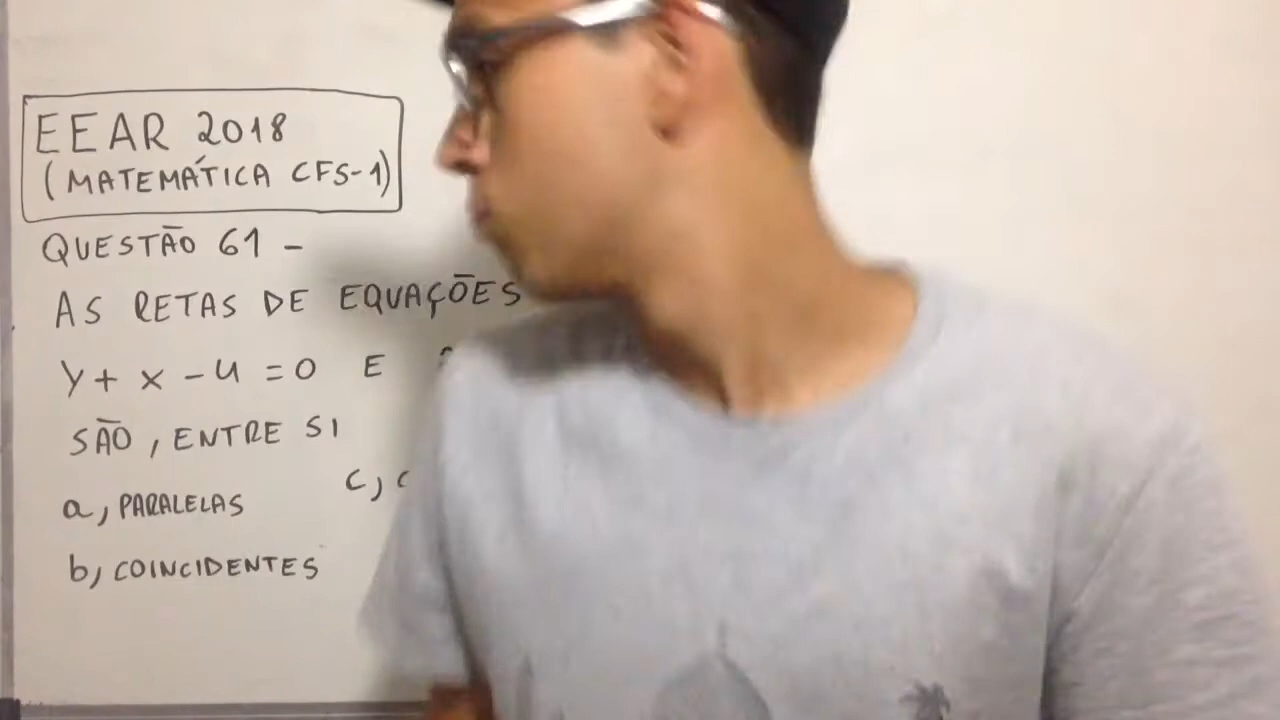 EEAR 2018
(MATEMÁTICA CFS-1)
QUESTÃO 61 -
AS RETAS DE EQUAÇÕES
y + x - 4 = 0 E
SÃO, ENTRE SI
a, PARALELAS
c,
b, COINCIDENTES